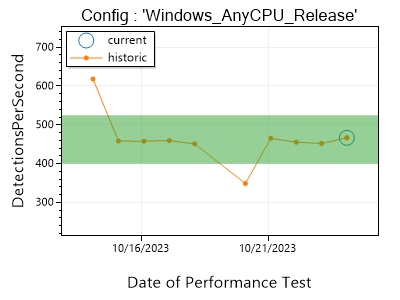 Config : 'Windows_AnyCPU_Release'
current
historic
DetectionsPerSecond
700
600
500
400
300
10/16/2023
10/21/2023
Date of Performance Test